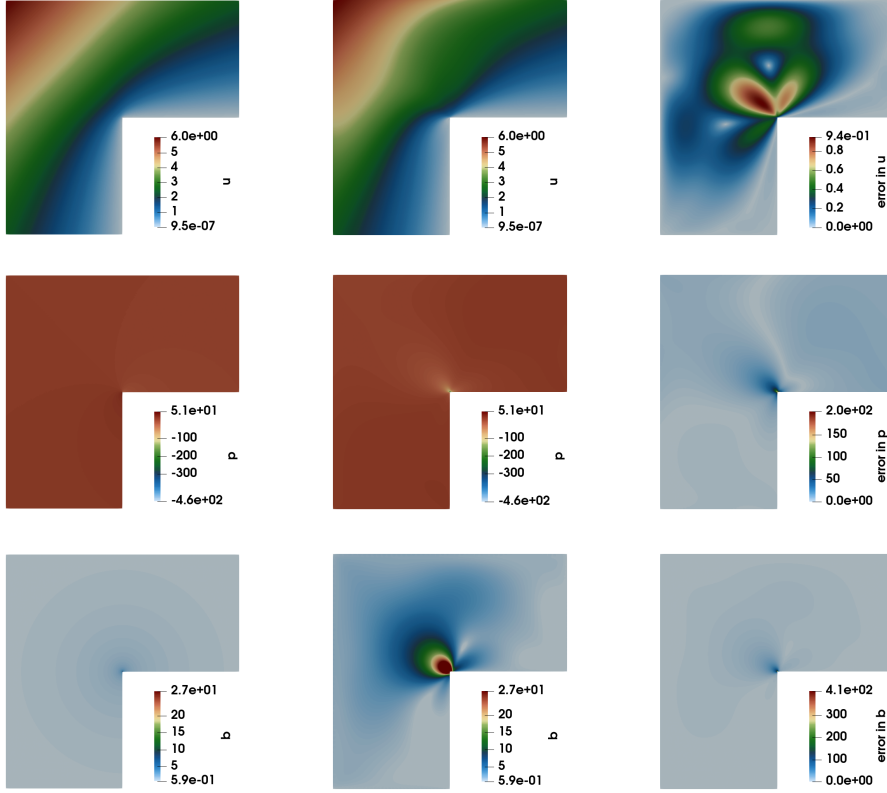 6.0e+00
5
4
3
2
1
9.5e-07
u
6.0e+00
5
4
3
2
1
9.5e-07
u
9.4e-01
0.8
0.6
0.4
0.2
0.0e+00
error in u
5.1e+01
-100
-200
-300
-4.6e+02
p
5.1e+01
-100
-200
-300
-4.6e+02
p
2.0e+02
150
100
50
0.0e+00
error in p
2.7e+01
20
15
10
5
5.9e-01
b
2.7e+01
20
15
10
5
5.9e-01
b
4.1e+02
300
200
100
0.0e+00
error in b